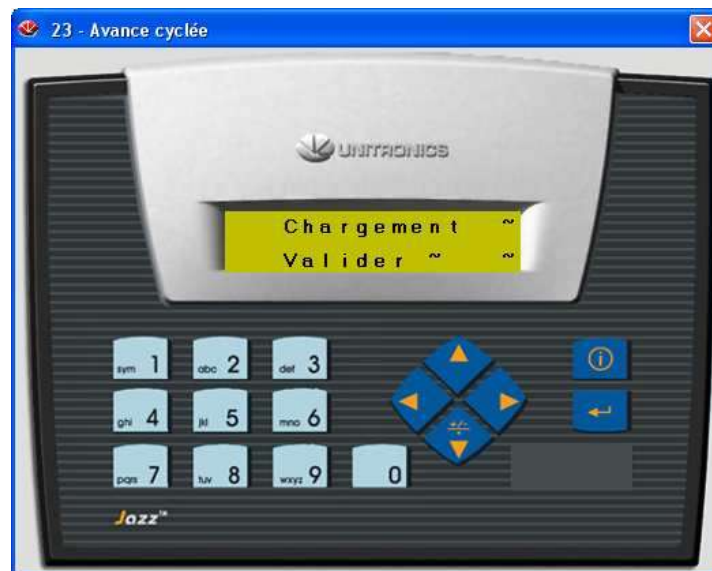 23 - Avance cyclée
UNITRONICS
Chargement ~
Valider ~ ~
sym 1 abc 2 def 3
ghi 4 jkl 5 mno 6
pqrs 7 tuv 8 wxyz 9 0
Jazz™